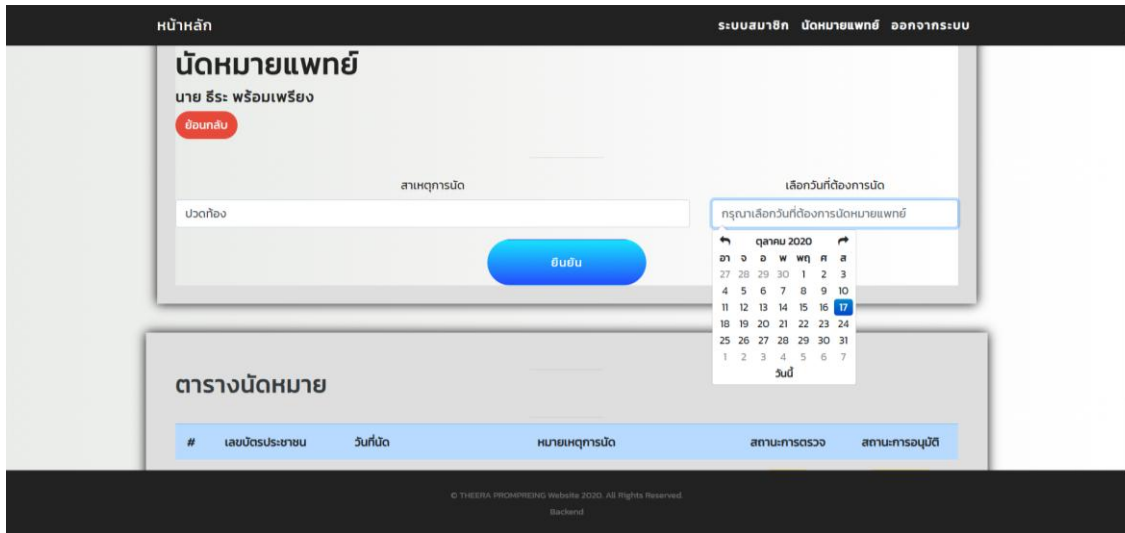 หน้าหลัก ระบบสมาชิก นัดหมายแพทย์ ออกจากระบบ
นัดหมายแพทย์
นาย ธีระ พร้อมเพรียง
ย้อนกลับ
สาเหตุการนัด เลือกวันที่ต้องการนัด
ปวดท้อง กรุณาเลือกวันที่ต้องการนัดหมายแพทย์
ยืนยัน
ตุลาคม 2020
อา จ อ พ พฤ ศ ส
27 28 29 30 1 2 3
4 5 6 7 8 9 10
11 12 13 14 15 16 17
18 19 20 21 22 23 24
25 26 27 28 29 30 31
1 2 3 4 5 6 7
วันนี้
ตารางนัดหมาย
# เลขบัตรประชาชน วันที่นัด หมายเหตุการนัด สถานะการตรวจ สถานะการอนุมัติ
© THEERA PROMPREING Website 2020. All Rights Reserved.
Backend